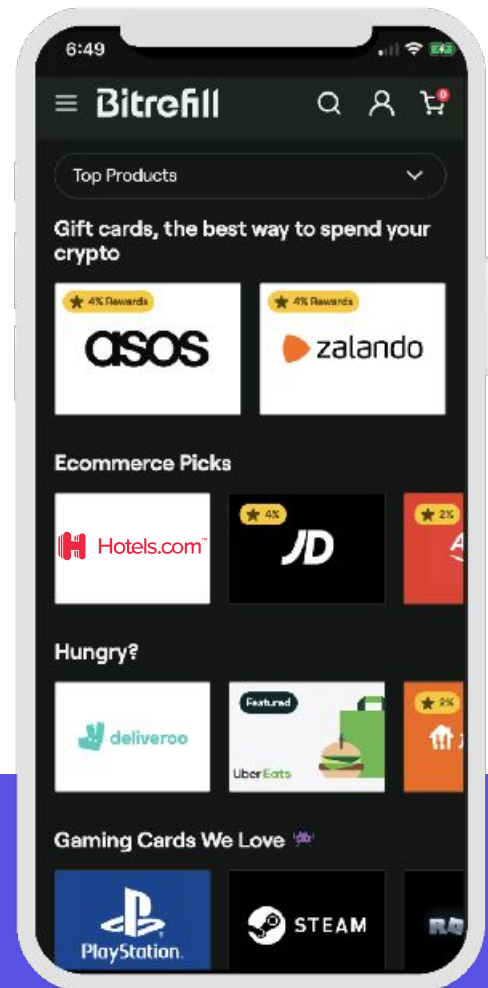 6:49
Bitrefill
0
Top Products
Gift cards, the best way to spend your
crypto
4% Rewards
asos
4% Rewards
zalando
Ecommerce Picks
Hotels.com™
4%
JD
2%
Hungry?
deliveroo
Featured
Uber Eats
2%
Gaming Cards We Love
PlayStation.
STEAM